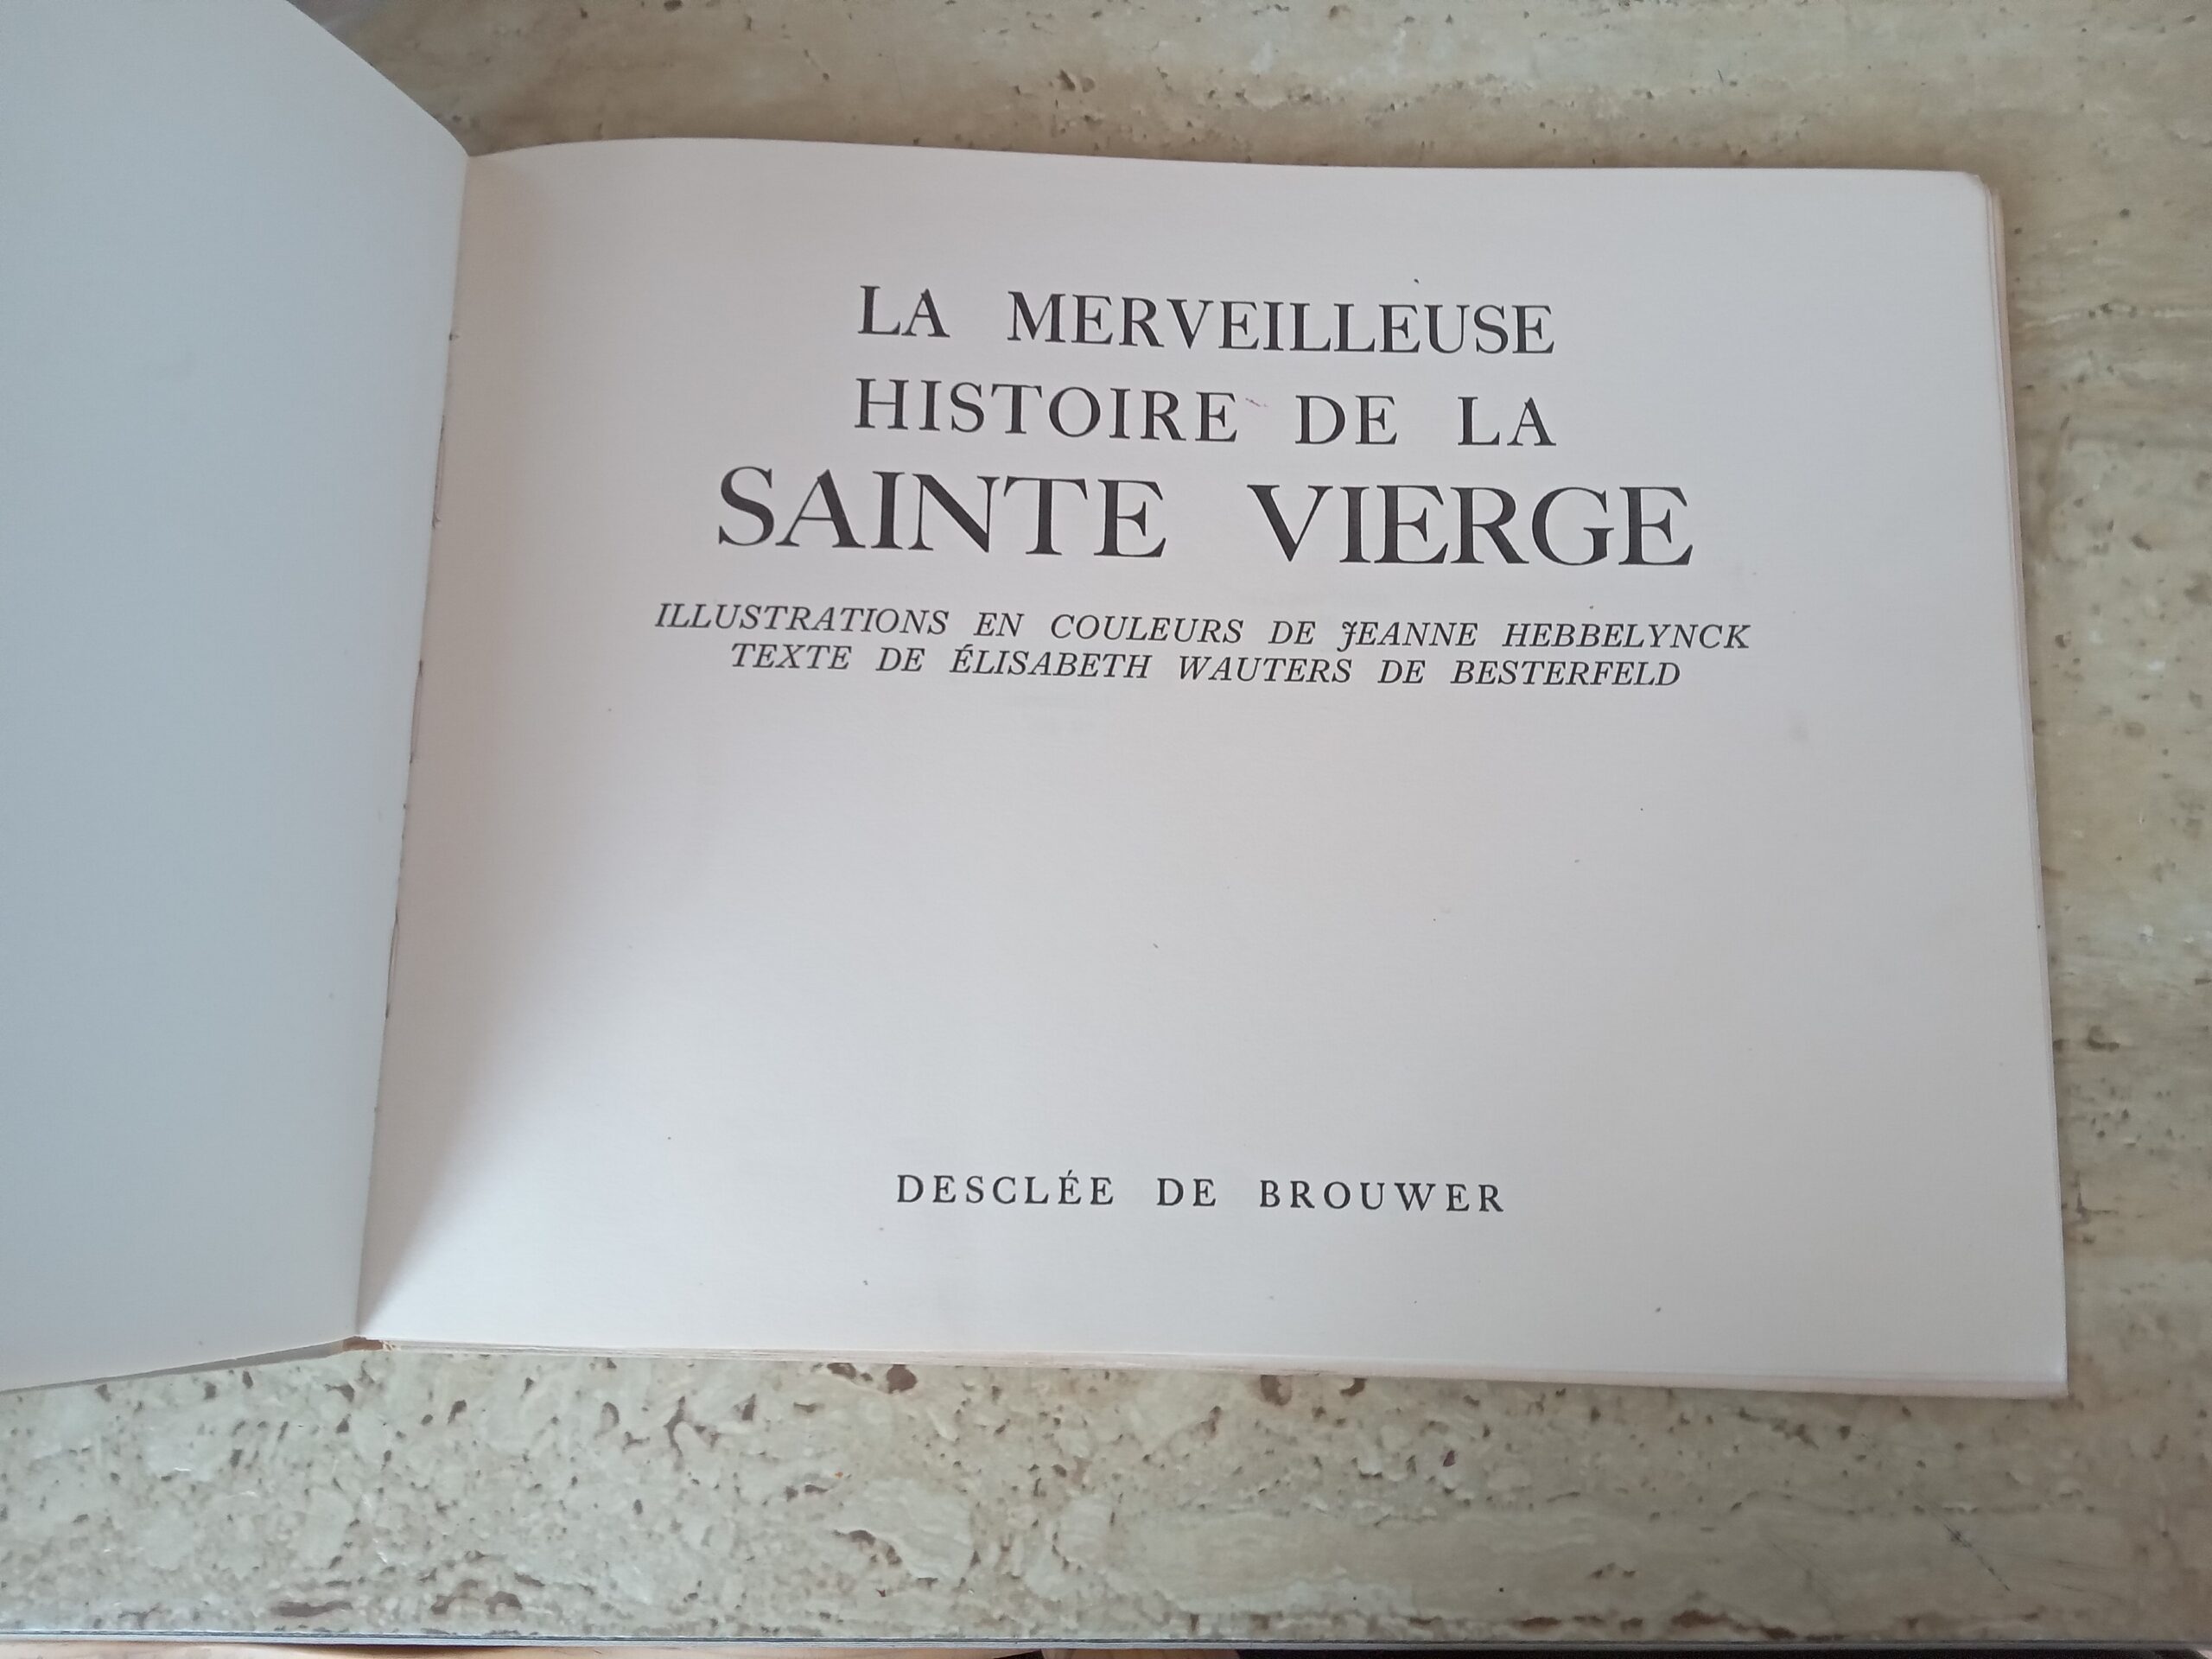 LA MERVEILLEUSE
HISTOIRE DE LA
SAINTE VIERGE
ILLUSTRATIONS EN COULEURS DE JEANNE HEBBELYNCK
TEXTE DE ÉLISABETH WAUTERS DE BESTERFELD
DESCLÉE DE BROUWER